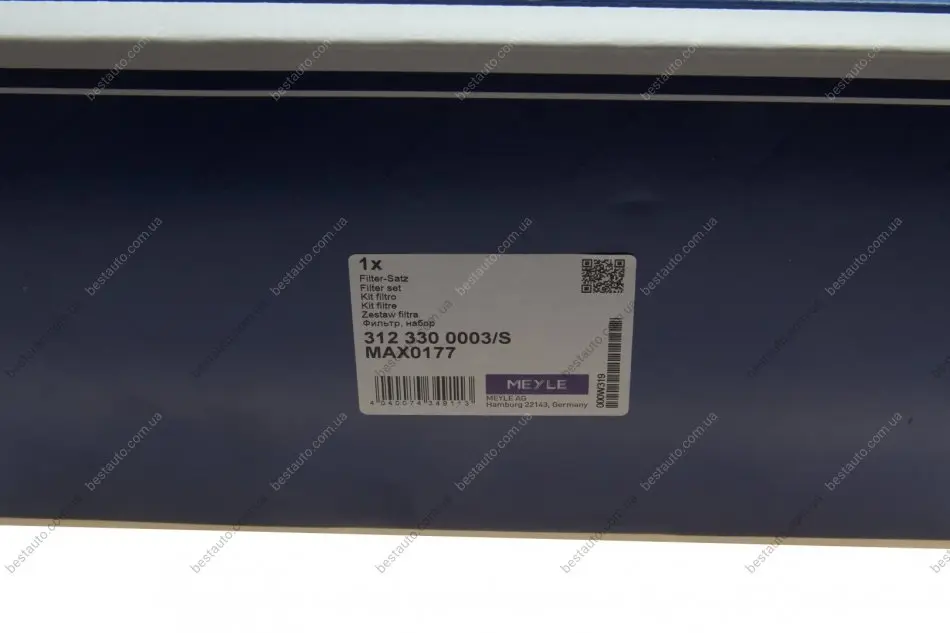 1x
Filter-Satz
Filter set
Kit filtro
Kit filtre
Zestaw filtra
Фильтр, набор
312 330 0003/S
MAX0177
MEYLE
MEYLE AG
Hamburg 22143, Germany
000W319
bestauto.com.ua